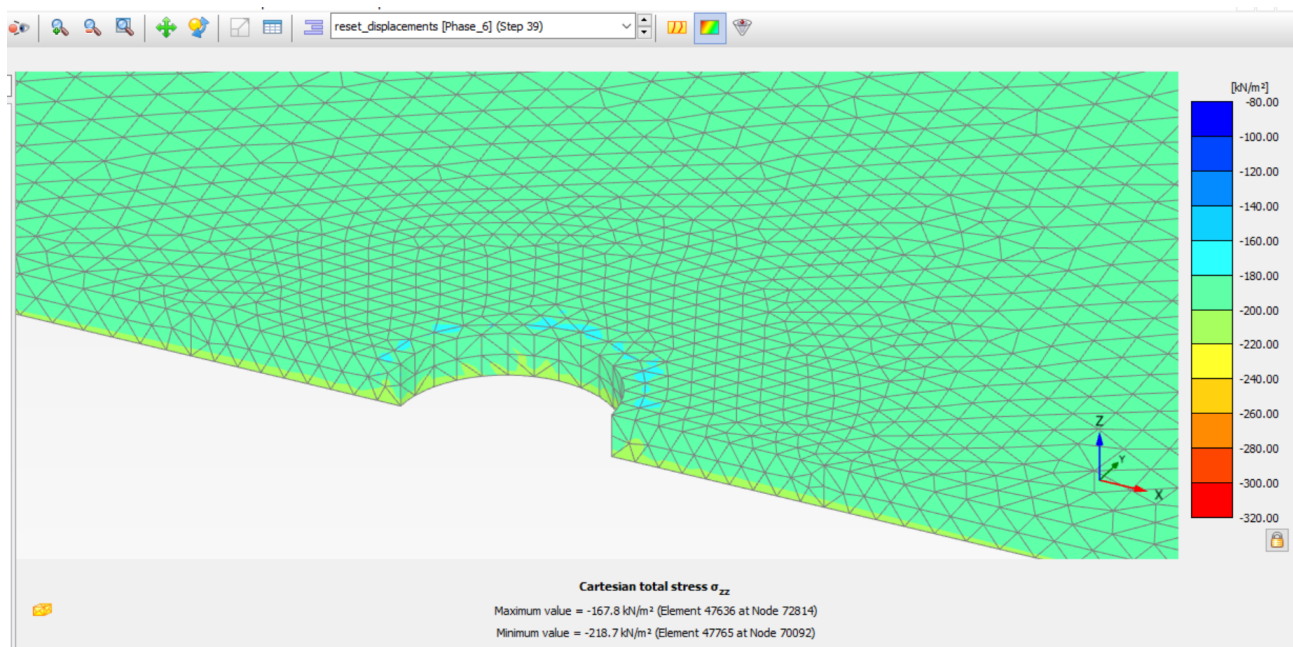 reset_displacements [Phase_6] (Step 39)
[kN/m²]
-80.00
-100.00
-120.00
-140.00
-160.00
-180.00
-200.00
-220.00
-240.00
-260.00
-280.00
-300.00
-320.00
Z
Y
X
Cartesian total stress σzz
Maximum value = -167.8 kN/m² (Element 47636 at Node 72814)
Minimum value = -218.7 kN/m² (Element 47765 at Node 70092)